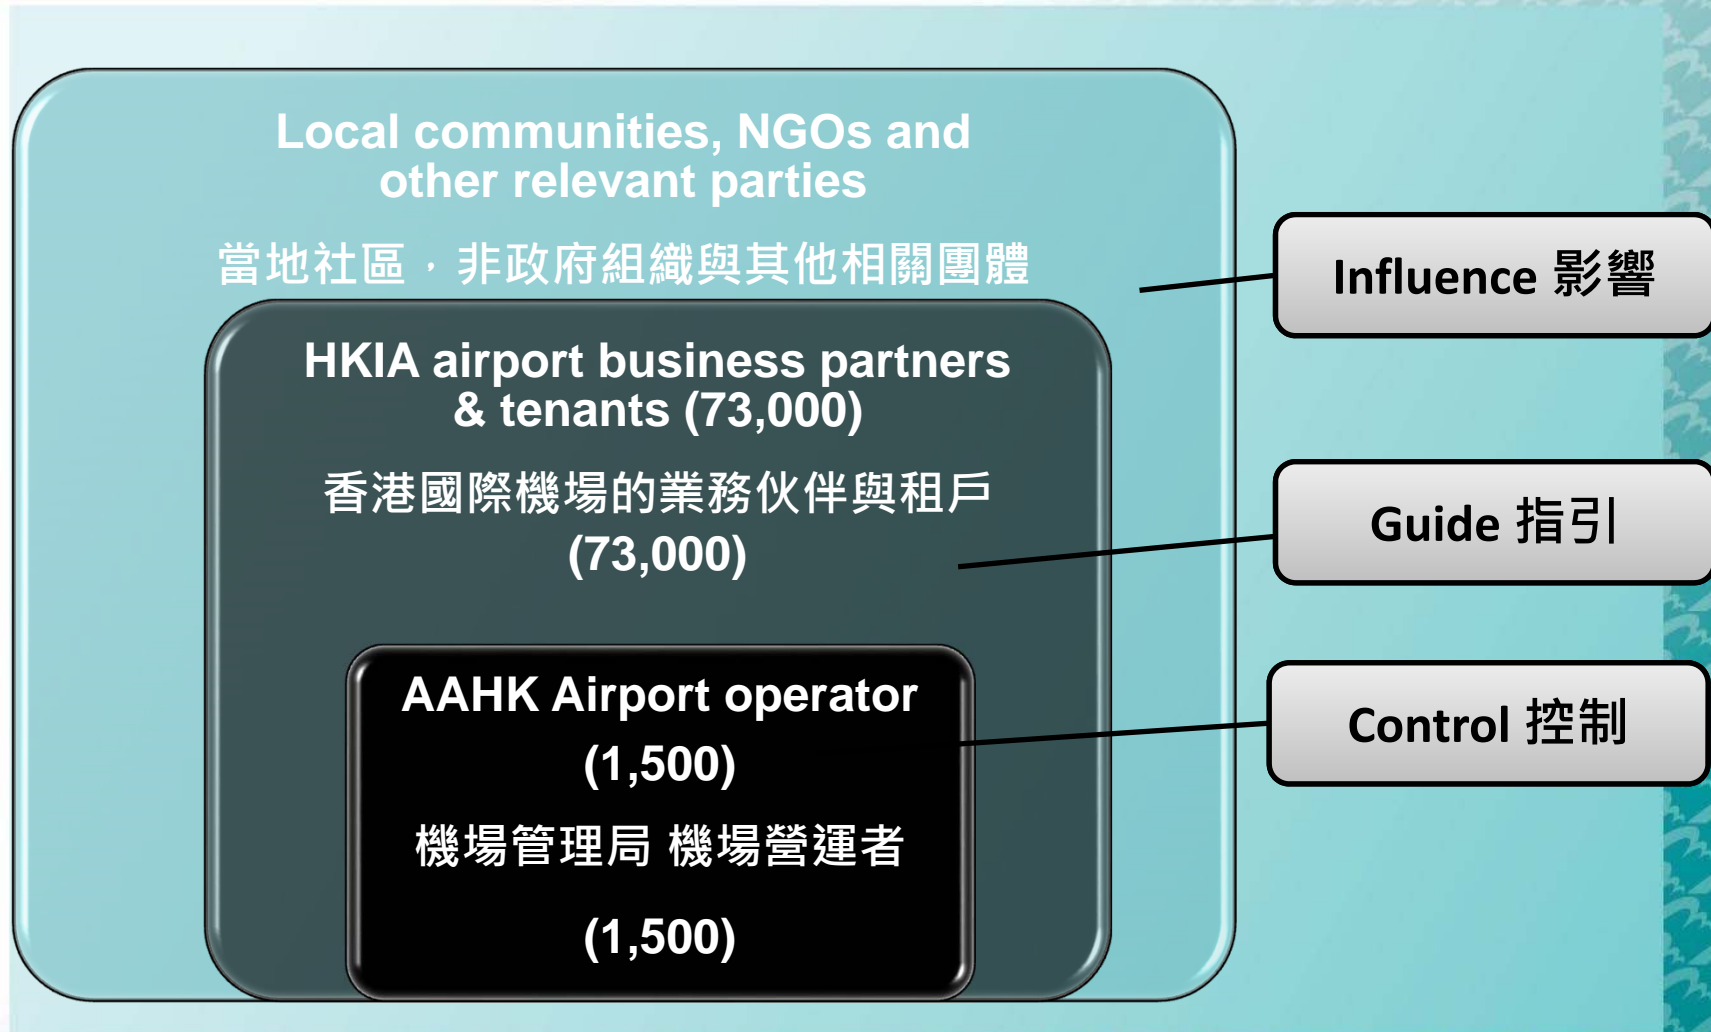 Local communities, NGOs and
other relevant parties
當地社區，非政府組織與其他相關團體
Influence 影響
HKIA airport business partners
& tenants (73,000)
香港國際機場的業務伙伴與租戶
(73,000)
Guide 指引
AAHK Airport operator
(1,500)
機場管理局 機場營運者
(1,500)
Control 控制